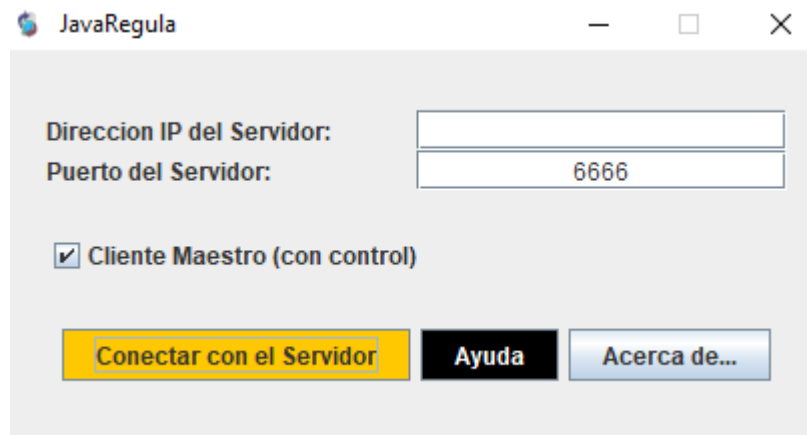 JavaRegula
Direccion IP del Servidor:
Puerto del Servidor: 6666
Cliente Maestro (con control)
Conectar con el Servidor Ayuda Acerca de...